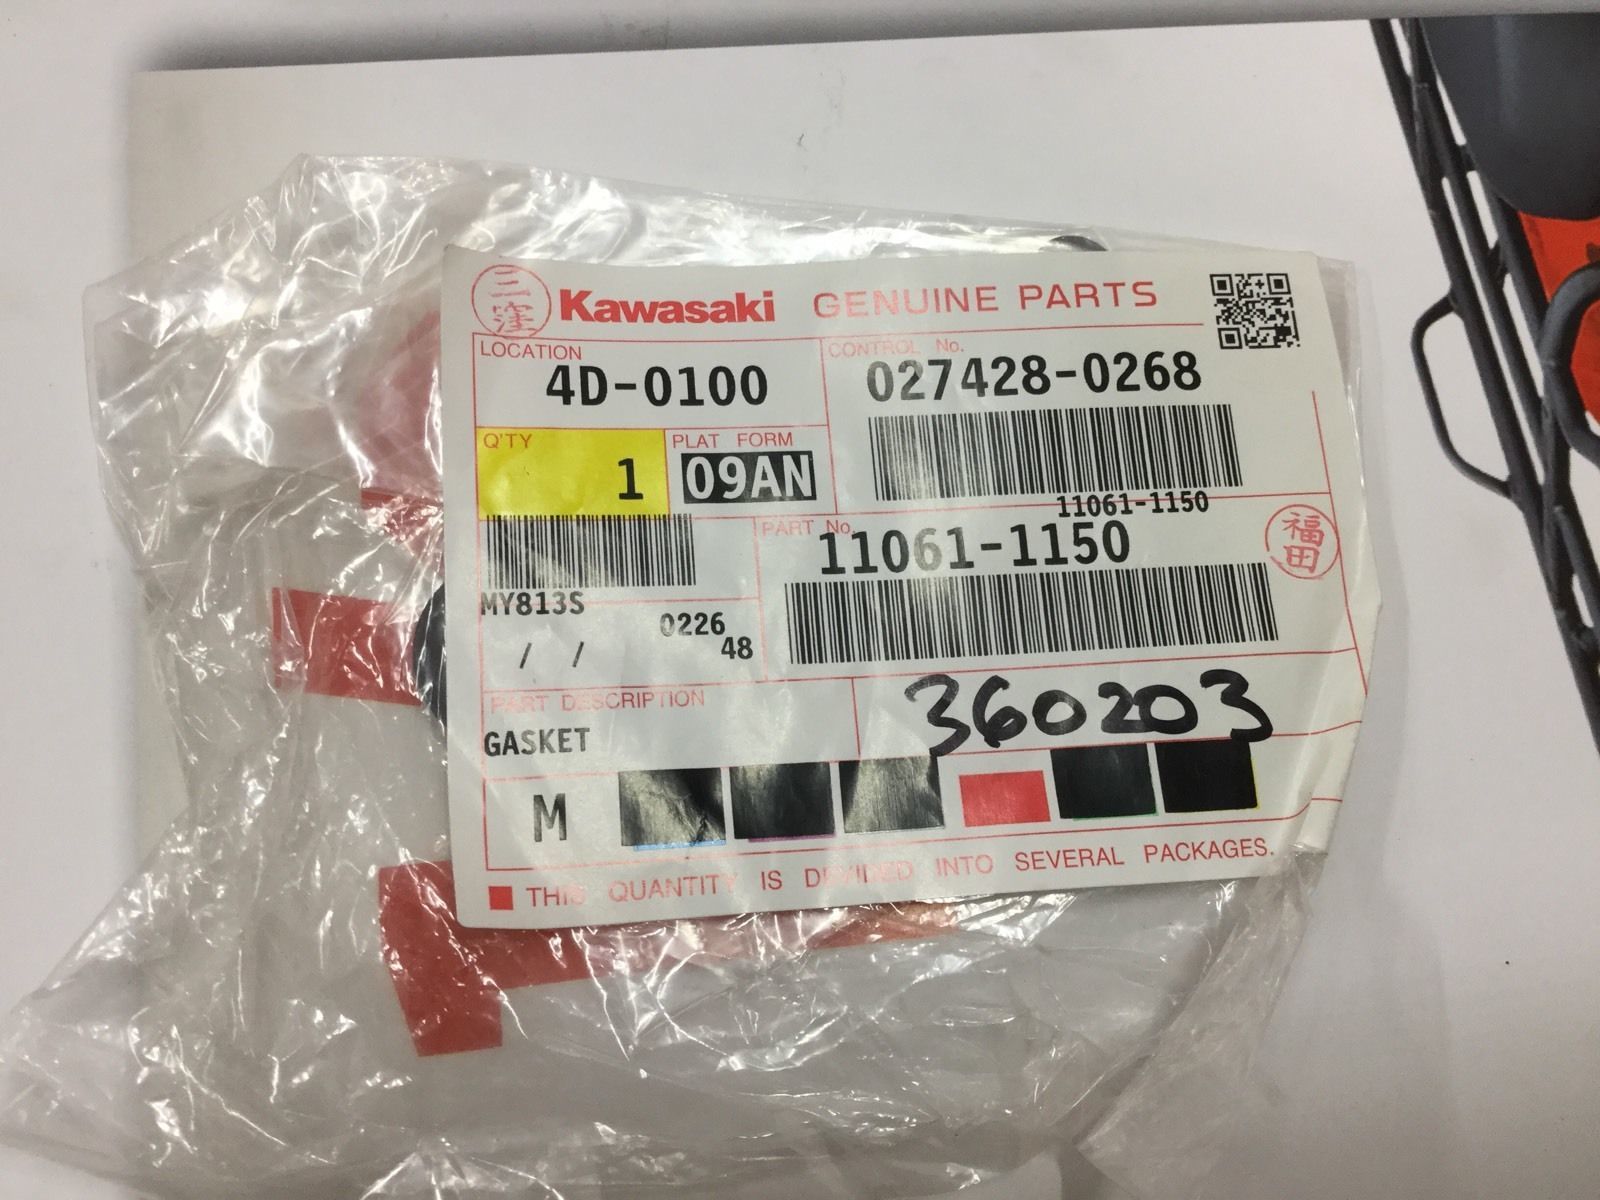 三窪 Kawasaki GENUINE PARTS
LOCATION
4D-0100
CONTROL No.
027428-0268
Q'TY
1
PLAT FORM
09AN
11061-1150
PART No.
11061-1150
福田
MY813S
/ /
0226
48
PART DESCRIPTION
GASKET
360203
M
THIS QUANTITY IS DIVIDED INTO SEVERAL PACKAGES.